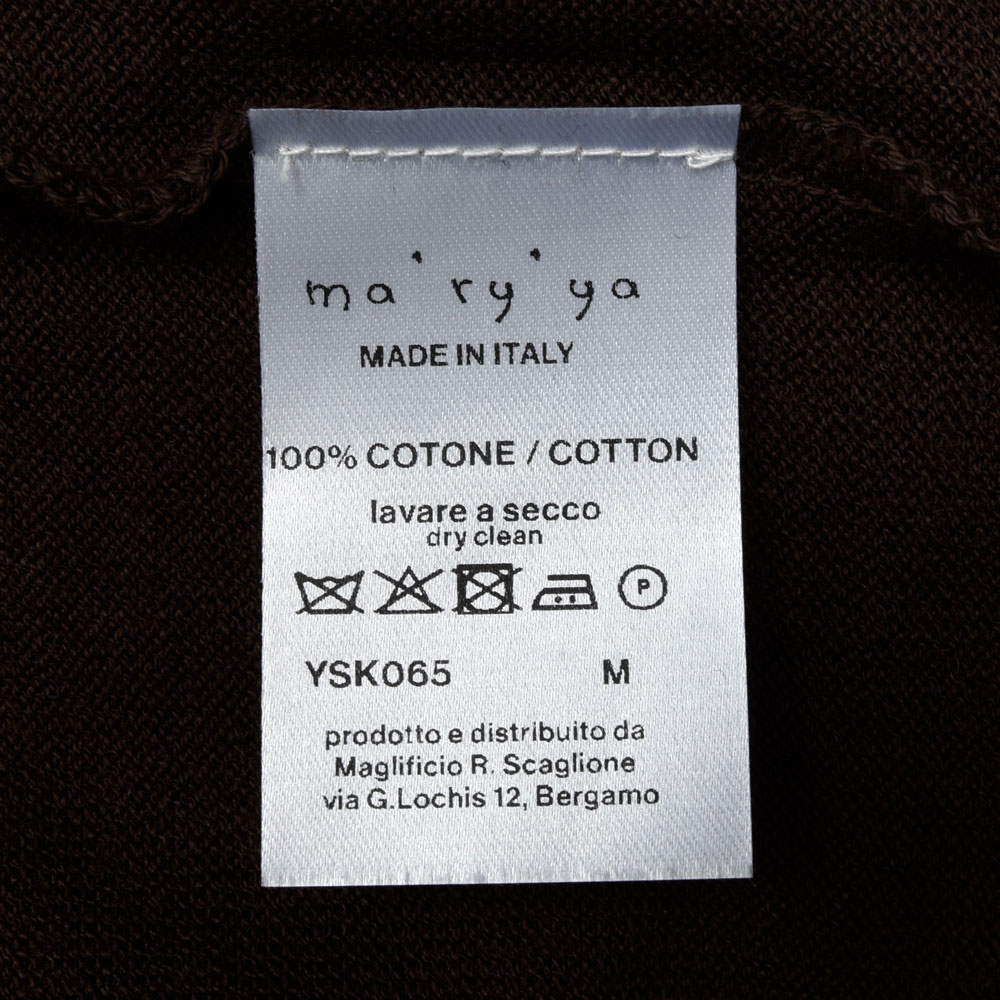 ma'ry'ya
MADE IN ITALY
100% COTONE / COTTON
lavare a secco
dry clean
P
YSK065 M
prodotto e distribuito da
Maglificio R. Scaglione
via G.Lochis 12, Bergamo